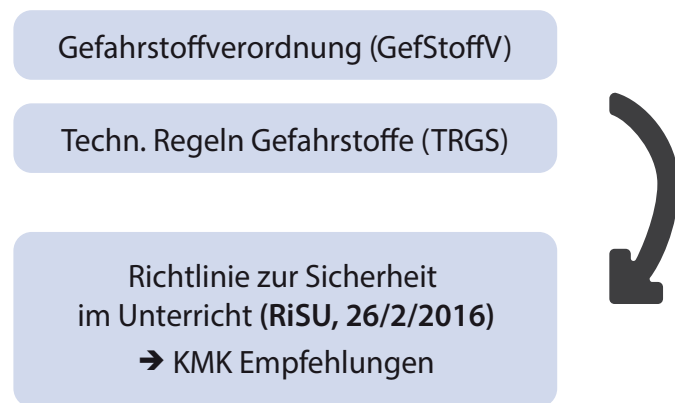 Gefahrstoffverordnung (GefStoffV)
Techn. Regeln Gefahrstoffe (TRGS)
Richtlinie zur Sicherheit
im Unterricht (RiSU, 26/2/2016)
➔ KMK Empfehlungen